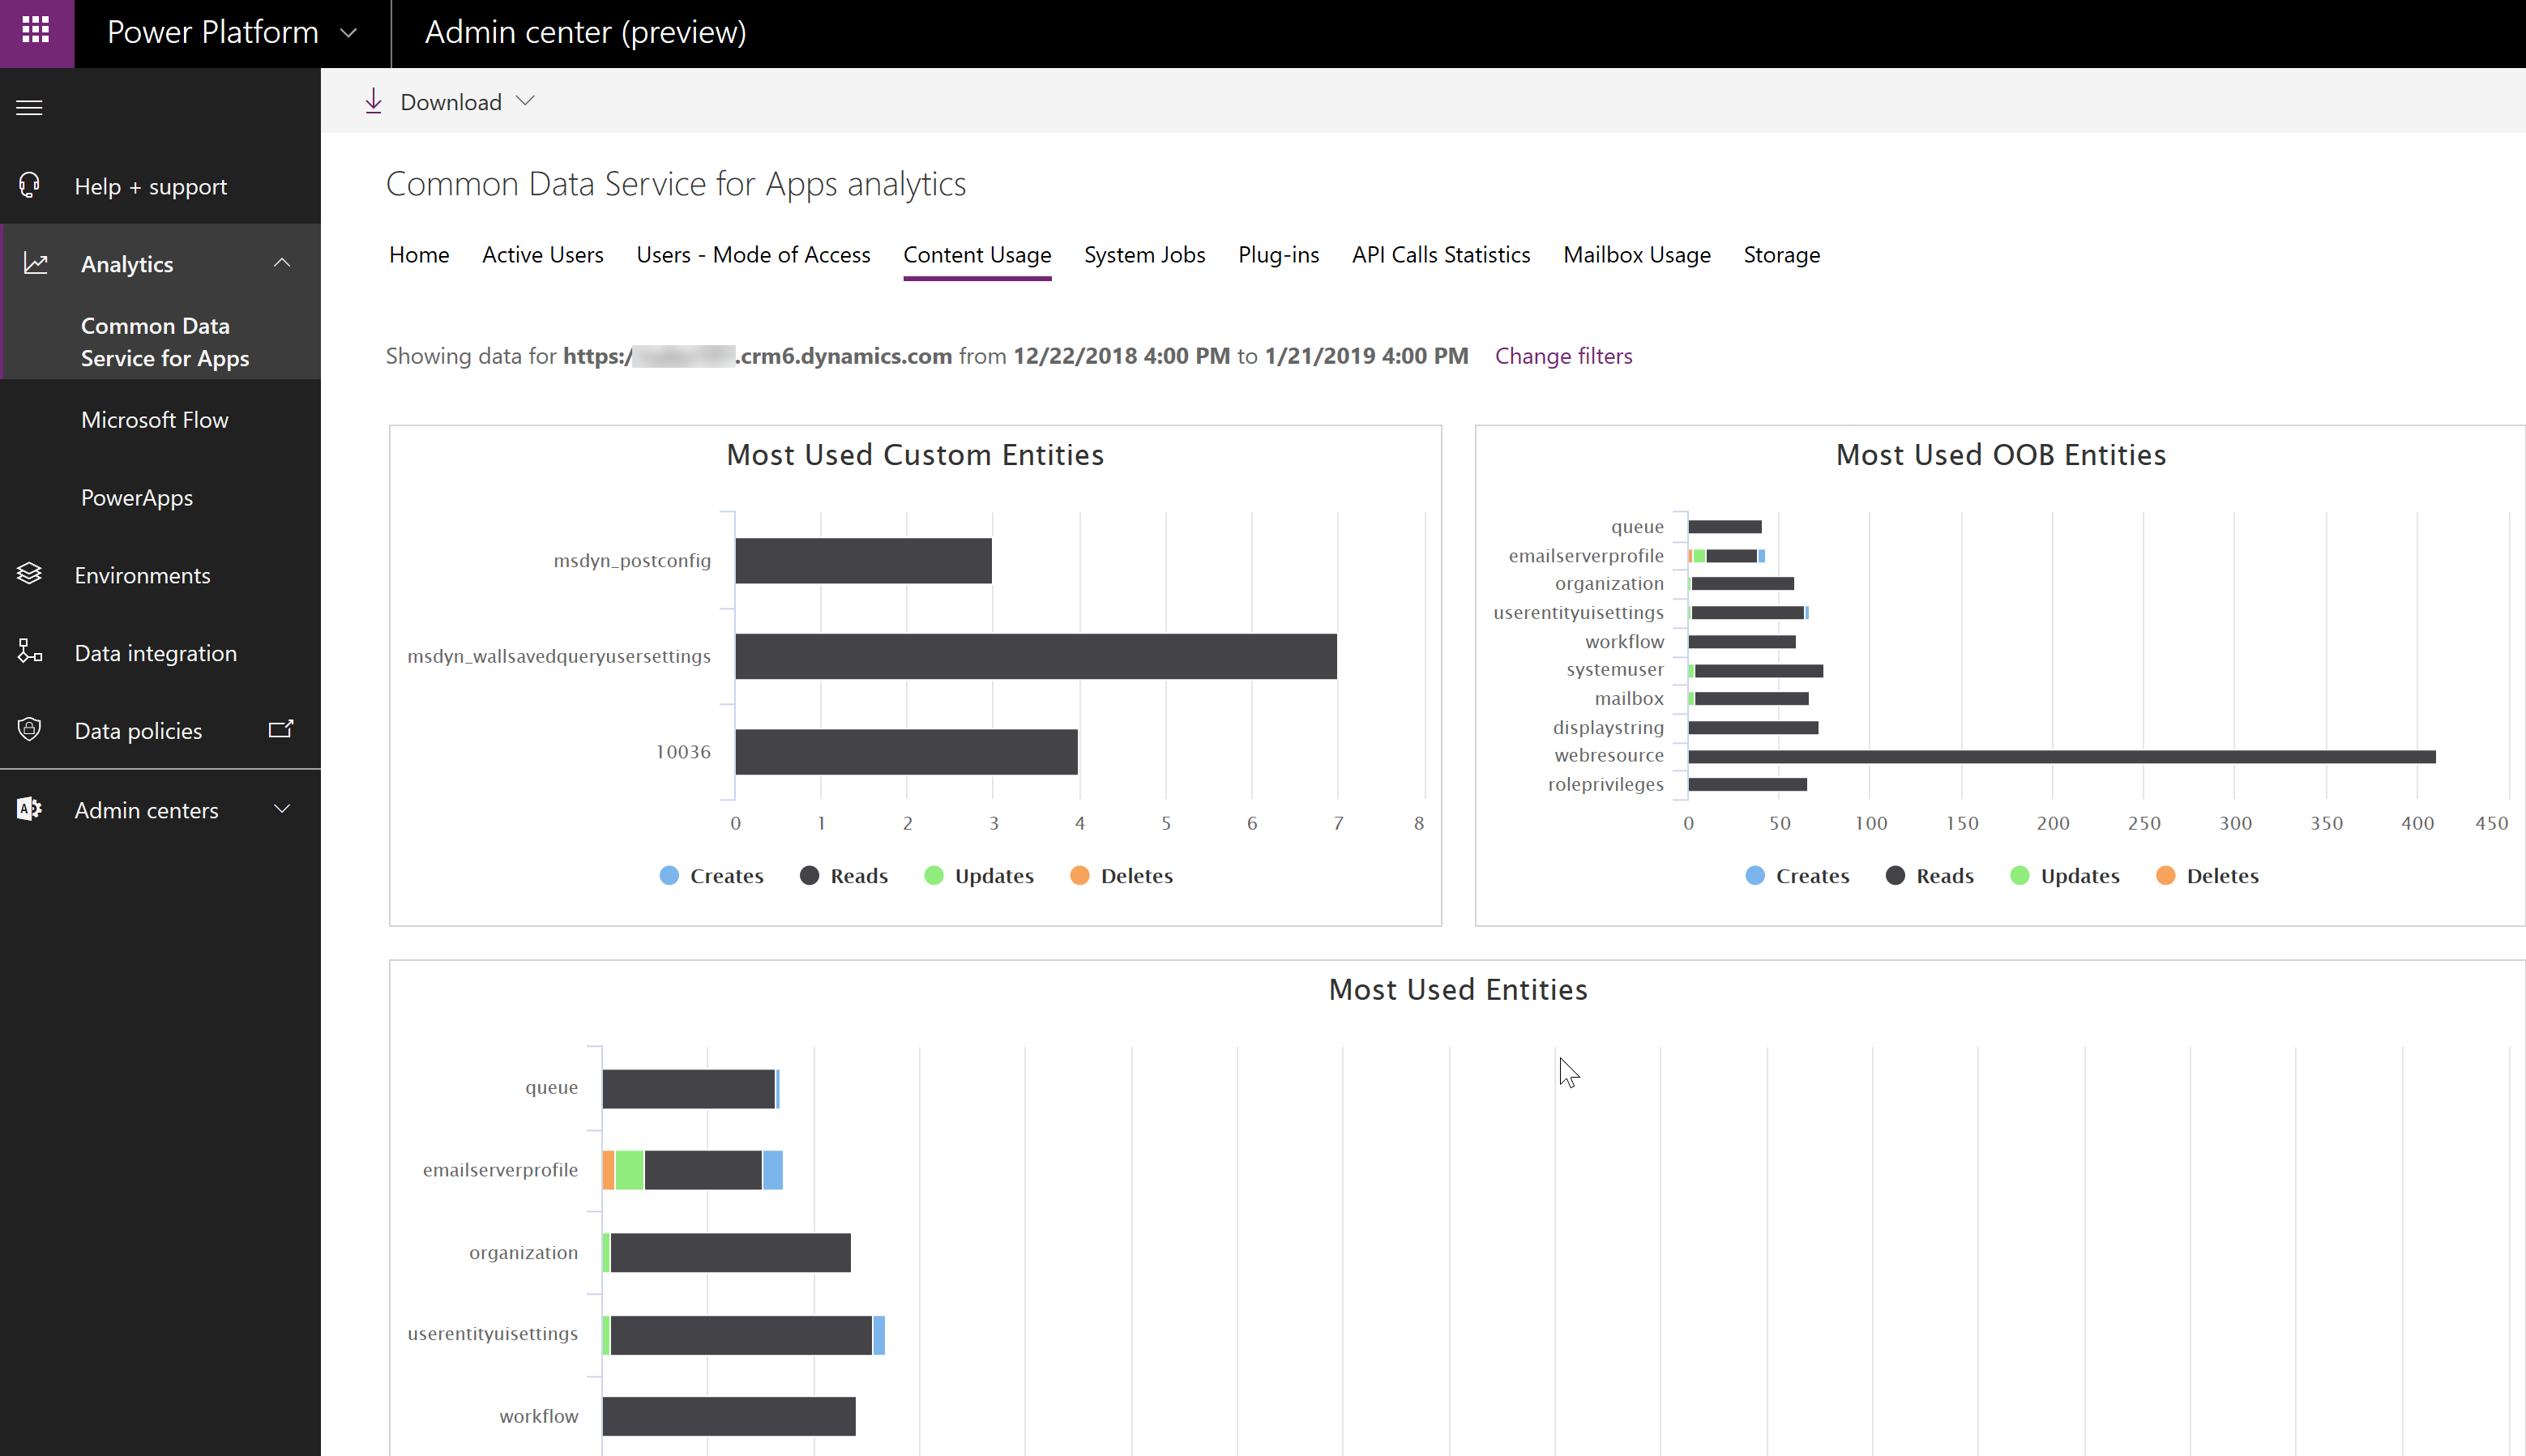 Power Platform
Admin center (preview)
Download
Help + support
Analytics
Common Data
Service for Apps
Microsoft Flow
PowerApps
Environments
Data integration
Data policies
Admin centers
Common Data Service for Apps analytics
Home Active Users Users - Mode of Access Content Usage System Jobs Plug-ins API Calls Statistics Mailbox Usage Storage
Showing data for https:/ .crm6.dynamics.com from 12/22/2018 4:00 PM to 1/21/2019 4:00 PM Change filters
Most Used Custom Entities
msdyn_postconfig
msdyn_wallsavedqueryusersettings
10036
0 1 2 3 4 5 6 7 8
Creates Reads Updates Deletes
Most Used OOB Entities
queue
emailserverprofile
organization
userentityuisettings
workflow
systemuser
mailbox
displaystring
webresource
roleprivileges
0 50 100 150 200 250 300 350 400 450
Creates Reads Updates Deletes
Most Used Entities
queue
emailserverprofile
organization
userentityuisettings
workflow